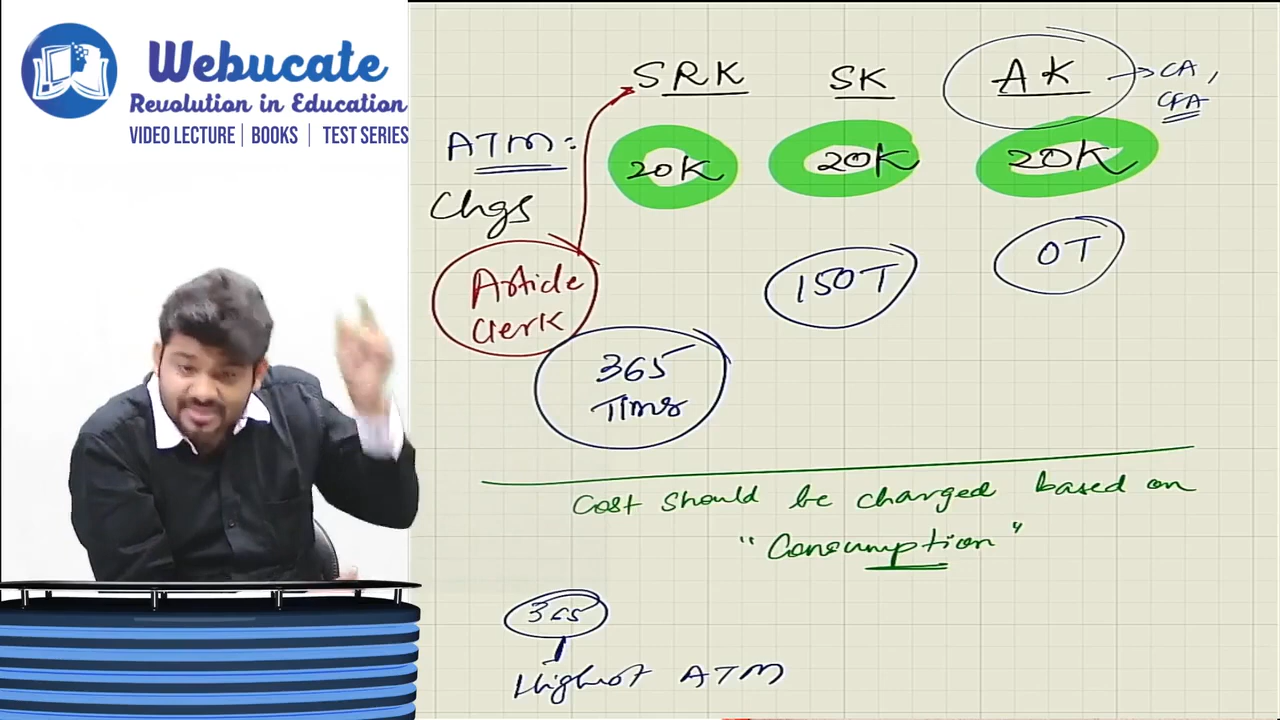 Webucate
Revolution in Education
VIDEO LECTURE | BOOKS | TEST SERIES
SRK SK AK → CA,
CFA
ATM: 20K 20K 20K
Chgs
Article
Clerk
150T 0T
365
Times
Cost should be charged based on
"Consumption"
365
Highest ATM